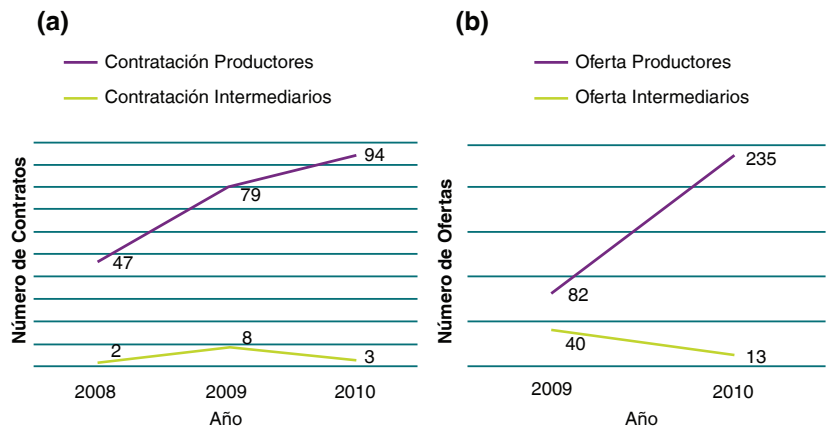 (a)
Contratación Productores
Contratación Intermediarios
Número de Contratos
94
79
47
8
2
3
2008
2009
2010
Año
(b)
Oferta Productores
Oferta Intermediarios
Número de Ofertas
235
82
40
13
2009
2010
Año